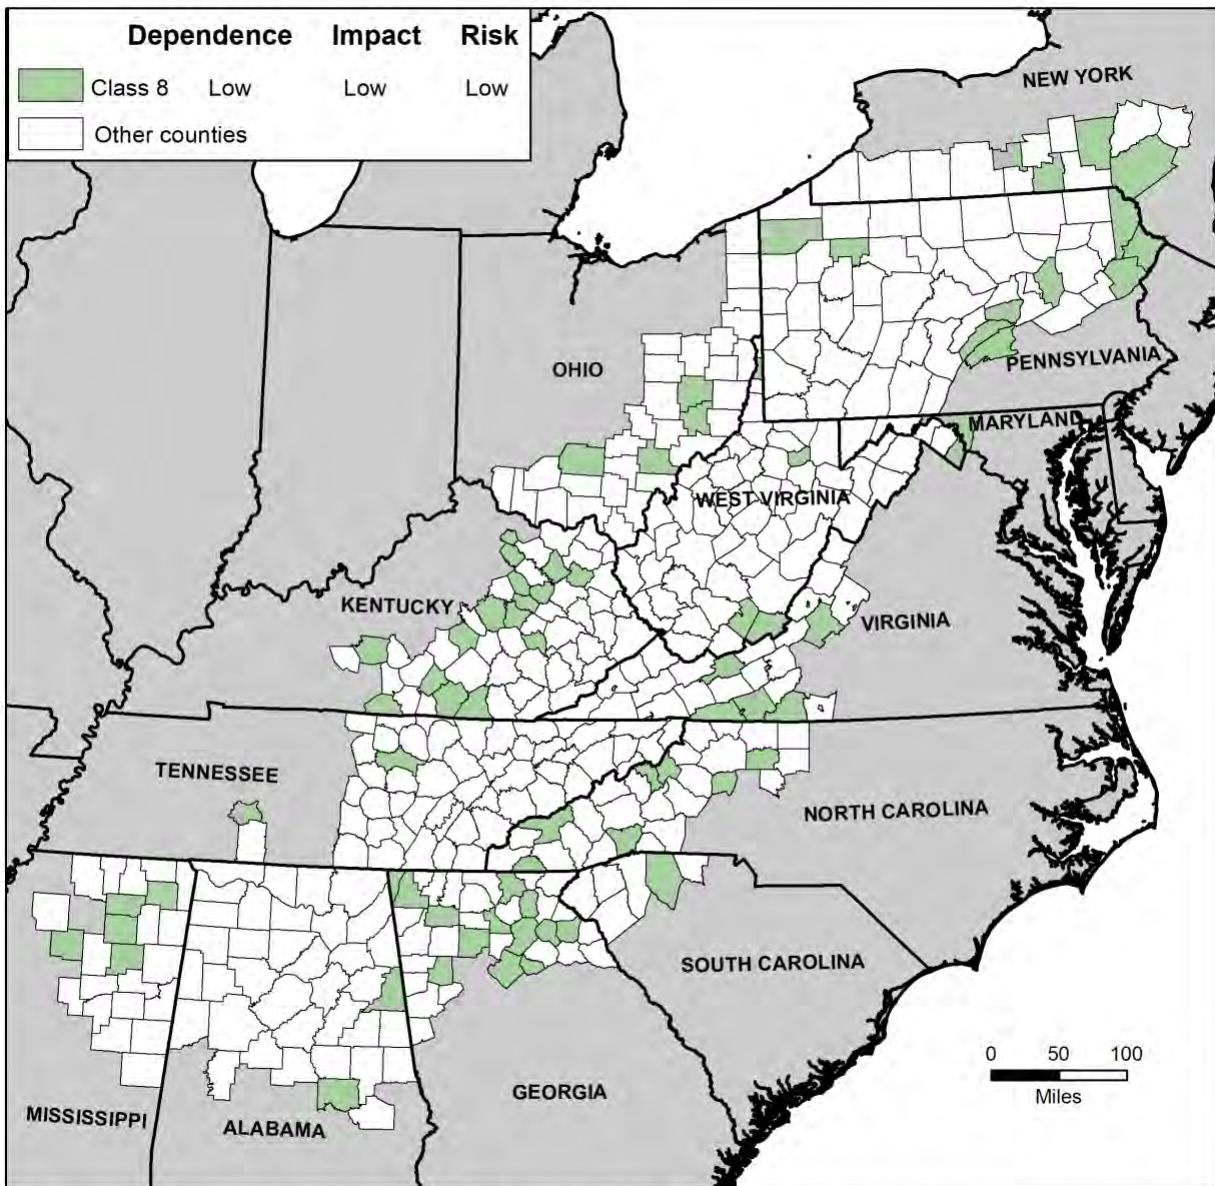 Dependence Impact Risk
Class 8 Low Low Low
Other counties
NEW YORK
PENNSYLVANIA
OHIO
MARYLAND
WEST VIRGINIA
KENTUCKY
VIRGINIA
TENNESSEE
NORTH CAROLINA
SOUTH CAROLINA
GEORGIA
MISSISSIPPI
ALABAMA
0 50 100
Miles